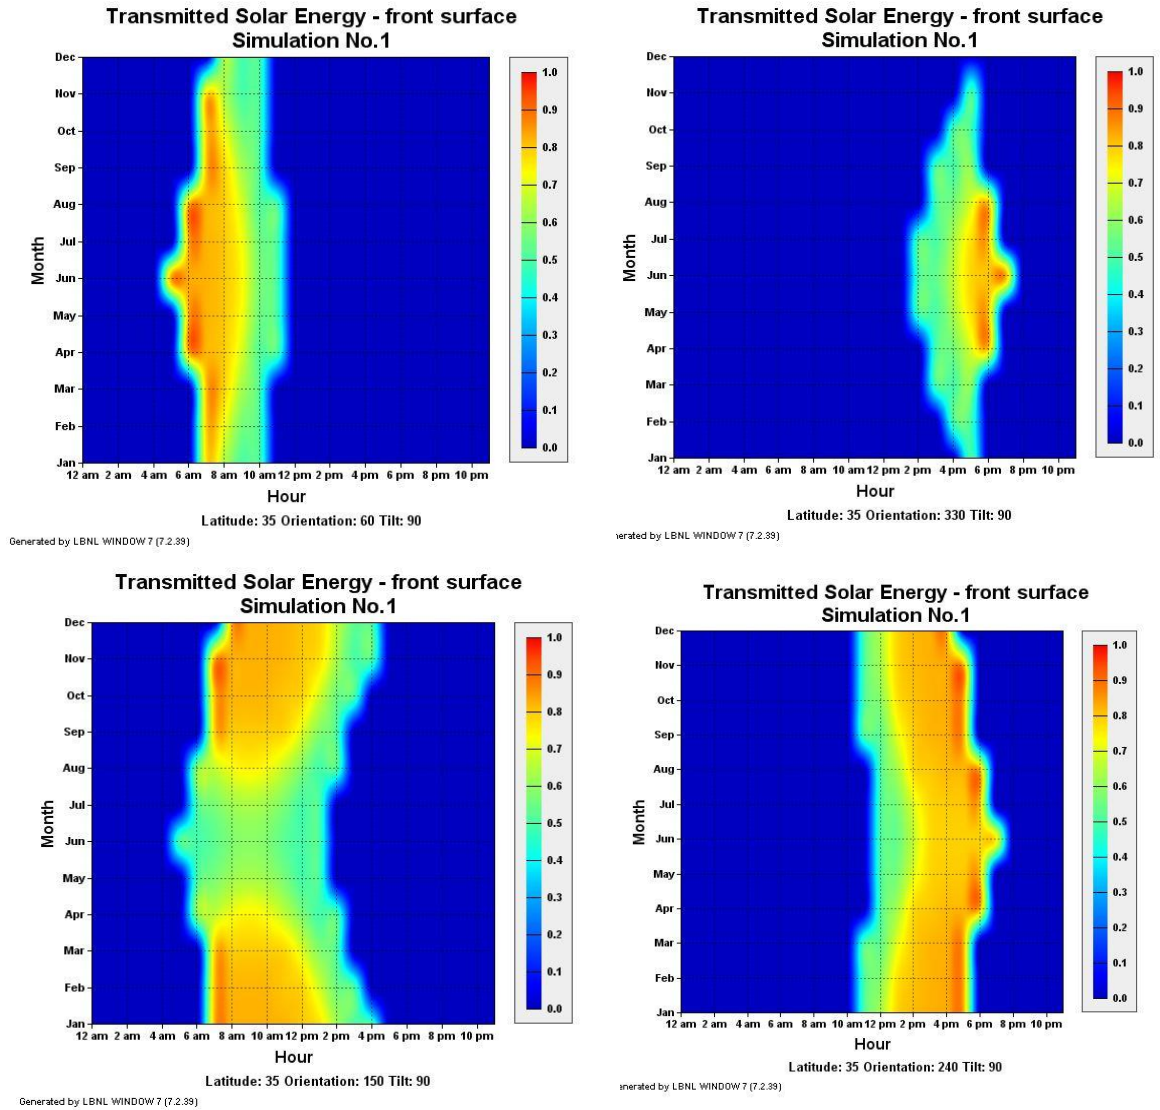 Transmitted Solar Energy - front surface
Simulation No.1
Dec
Nov
Oct
Sep
Aug
Jul
Jun
May
Apr
Mar
Feb
Jan
Month
12 am 2 am 4 am 6 am 8 am 10 am 12 pm 2 pm 4 pm 6 pm 8 pm 10 pm
Hour
1.0
0.9
0.8
0.7
0.6
0.5
0.4
0.3
0.2
0.1
0.0
Latitude: 35 Orientation: 60 Tilt: 90
Generated by LBNL WINDOW 7 (7.2.39)
Transmitted Solar Energy - front surface
Simulation No.1
Dec
Nov
Oct
Sep
Aug
Jul
Jun
May
Apr
Mar
Feb
Jan
Month
12 am 2 am 4 am 6 am 8 am 10 am 12 pm 2 pm 4 pm 6 pm 8 pm 10 pm
Hour
1.0
0.9
0.8
0.7
0.6
0.5
0.4
0.3
0.2
0.1
0.0
Latitude: 35 Orientation: 330 Tilt: 90
nerated by LBNL WINDOW 7 (7.2.39)
Transmitted Solar Energy - front surface
Simulation No.1
Dec
Nov
Oct
Sep
Aug
Jul
Jun
May
Apr
Mar
Feb
Jan
Month
12 am 2 am 4 am 6 am 8 am 10 am 12 pm 2 pm 4 pm 6 pm 8 pm 10 pm
Hour
1.0
0.9
0.8
0.7
0.6
0.5
0.4
0.3
0.2
0.1
0.0
Latitude: 35 Orientation: 150 Tilt: 90
Generated by LBNL WINDOW 7 (7.2.39)
Transmitted Solar Energy - front surface
Simulation No.1
Dec
Nov
Oct
Sep
Aug
Jul
Jun
May
Apr
Mar
Feb
Jan
Month
12 am 2 am 4 am 6 am 8 am 10 am 12 pm 2 pm 4 pm 6 pm 8 pm 10 pm
Hour
1.0
0.9
0.8
0.7
0.6
0.5
0.4
0.3
0.2
0.1
0.0
Latitude: 35 Orientation: 240 Tilt: 90
enerated by LBNL WINDOW 7 (7.2.39)